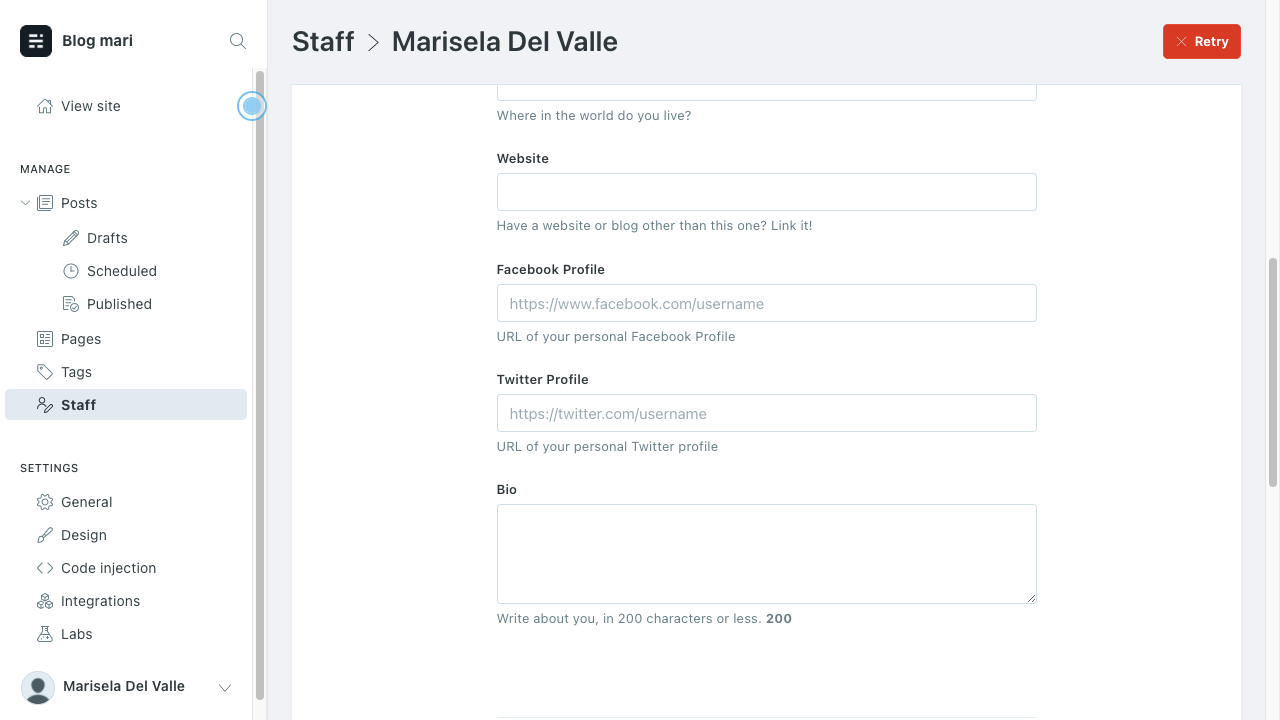 Blog mari
View site
MANAGE
Posts
Drafts
Scheduled
Published
Pages
Tags
Staff
SETTINGS
General
Design
Code injection
Integrations
Labs
Marisela Del Valle
Staff > Marisela Del Valle
Retry
Where in the world do you live?
Website
Have a website or blog other than this one? Link it!
Facebook Profile
https://www.facebook.com/username
URL of your personal Facebook Profile
Twitter Profile
https://twitter.com/username
URL of your personal Twitter profile
Bio
Write about you, in 200 characters or less. 200